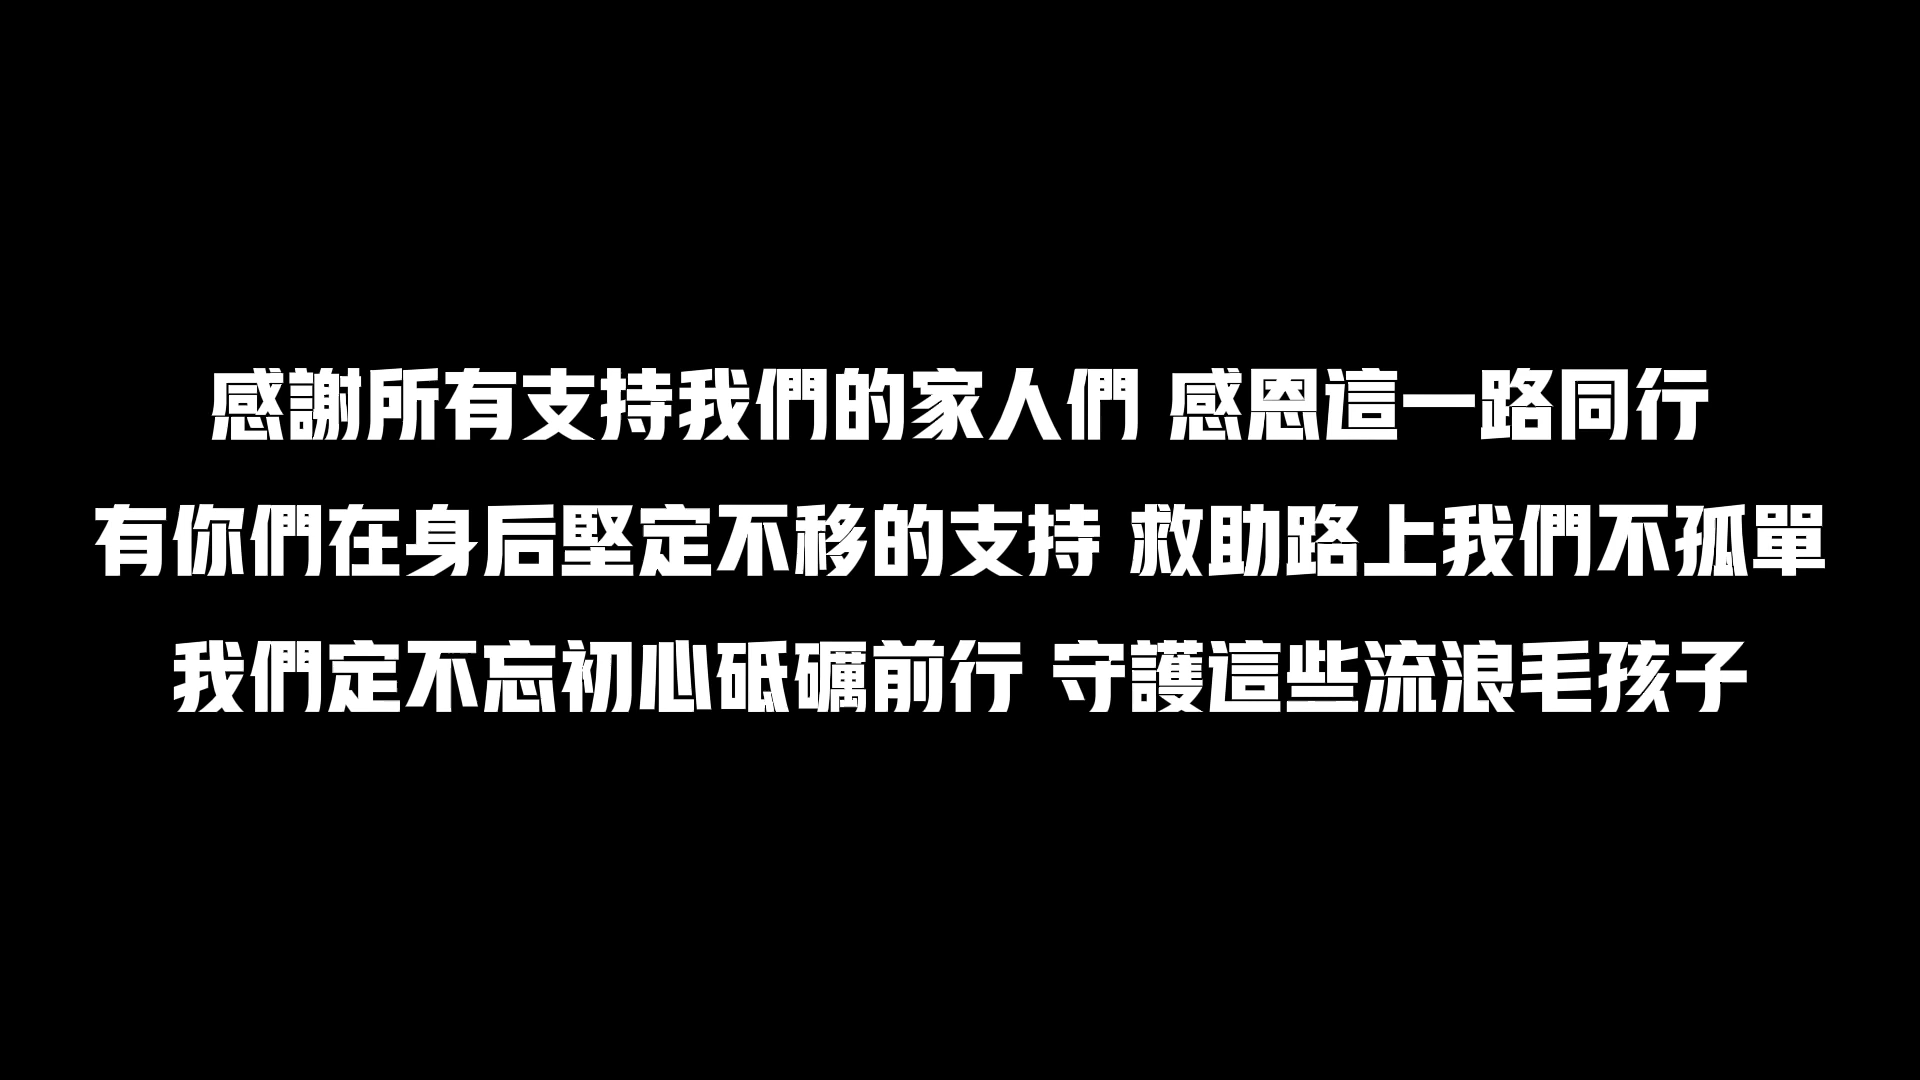 感謝所有支持我們的家人們 感恩這一路同行
有你們在身后堅定不移的支持 救助路上我們不孤單
我們定不忘初心砥礪前行 守護這些流浪毛孩子